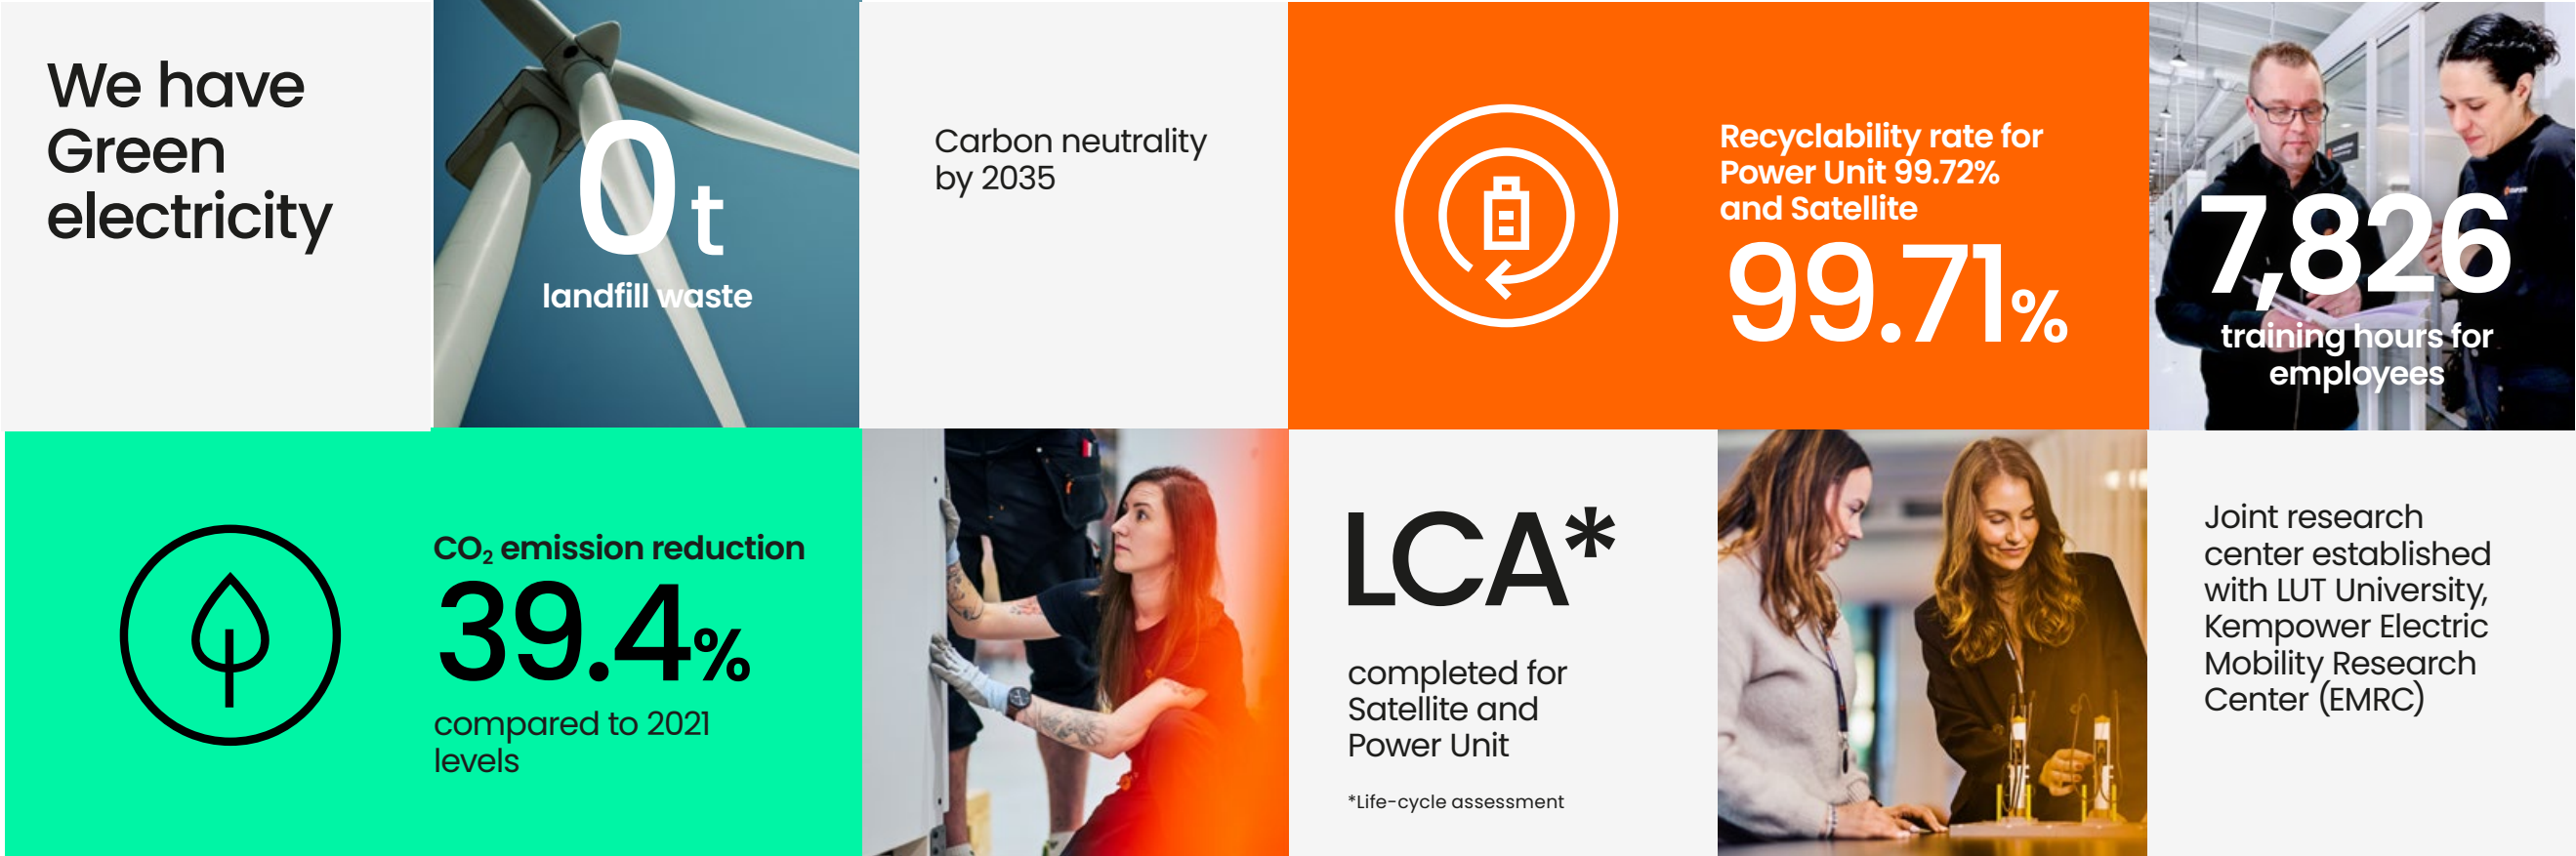 We have
Green
electricity
0 t
landfill waste
Carbon neutrality
by 2035
Recyclability rate for
Power Unit 99.72%
and Satellite
99.71%
7,826
training hours for
employees
CO₂ emission reduction
39.4%
compared to 2021
levels
LCA*
completed for
Satellite and
Power Unit
*Life-cycle assessment
Joint research
center established
with LUT University,
Kempower Electric
Mobility Research
Center (EMRC)